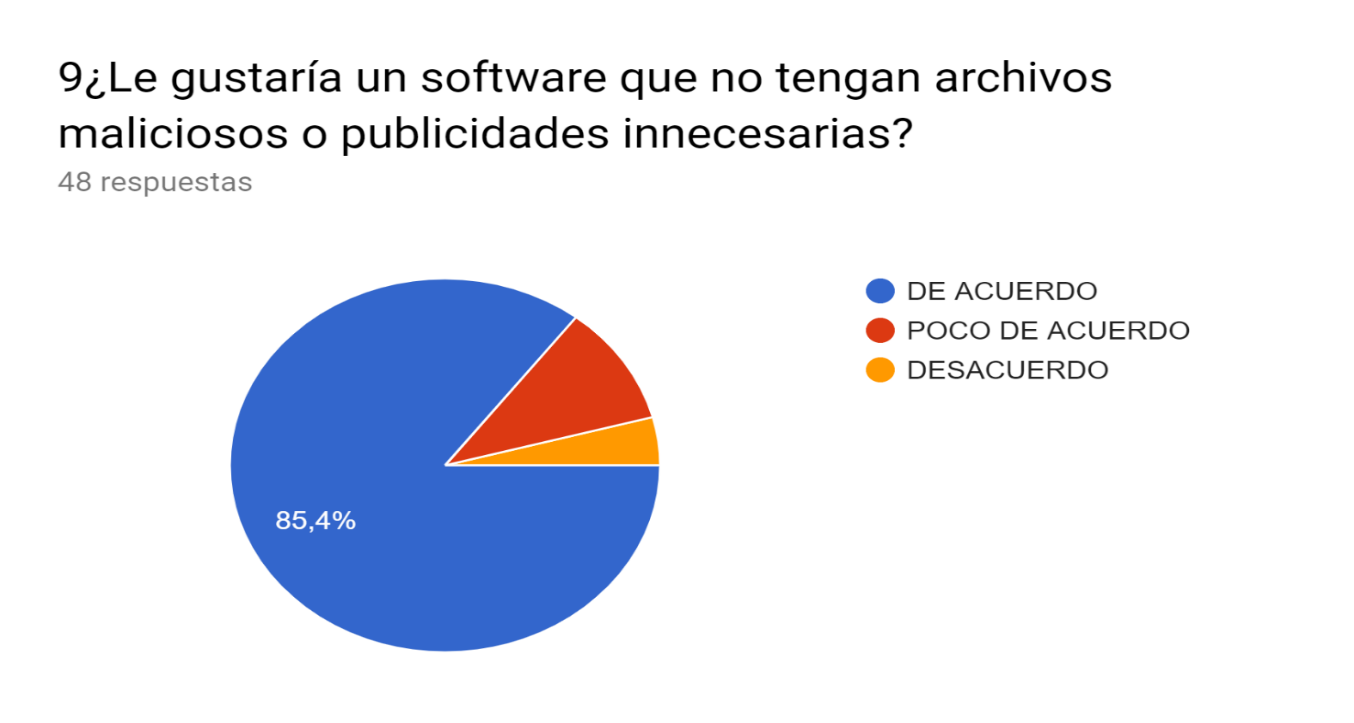 9¿Le gustaría un software que no tengan archivos
maliciosos o publicidades innecesarias?
48 respuestas
DE ACUERDO
POCO DE ACUERDO
DESACUERDO
85,4%